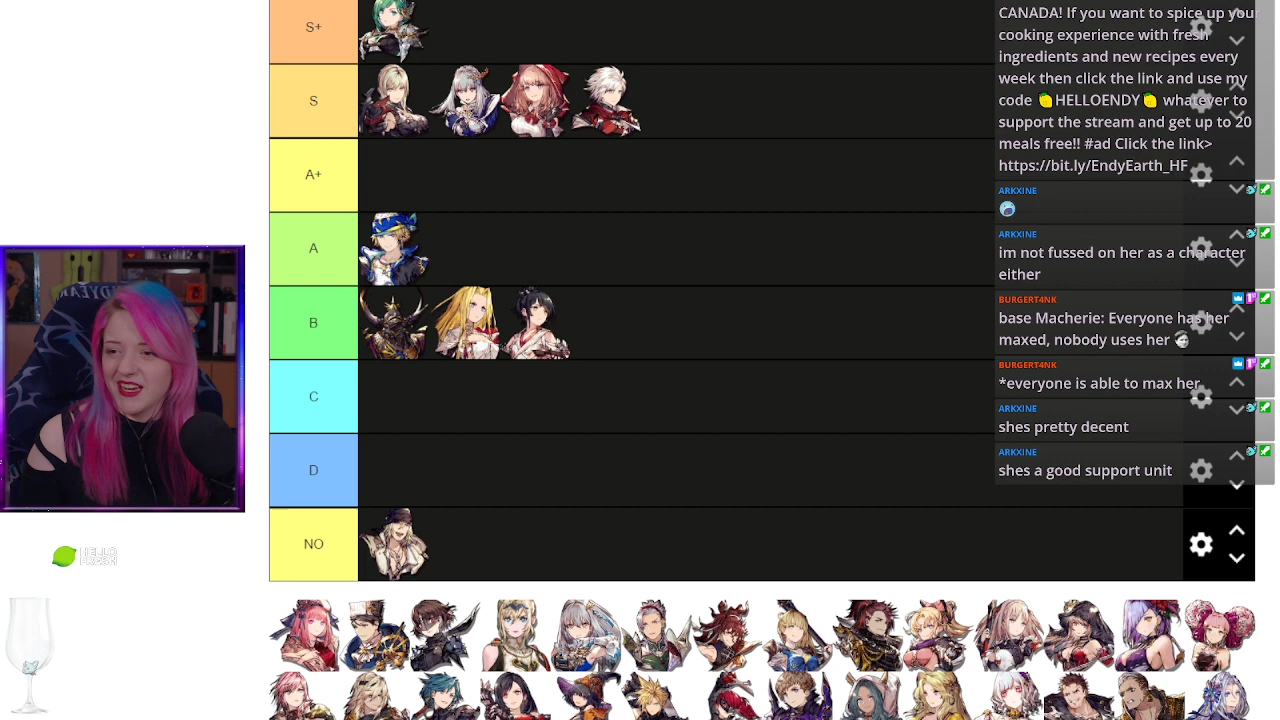 S+
S
A+
A
B
C
D
NO
CANADA! If you want to spice up your
cooking experience with fresh
ingredients and new recipes every
week then click the link and use my
code 🍋HELLOENDY🍋 whatever to
support the stream and get up to 20
meals free!! #ad Click the link>
https://bit.ly/EndyEarth_HF
ARKXINE
ARKXINE
im not fussed on her as a character
either
BURGERT4NK
base Macherie: Everyone has her
maxed, nobody uses her
BURGERT4NK
*everyone is able to max her
ARKXINE
shes pretty decent
ARKXINE
shes a good support unit
HELLO
FRESH